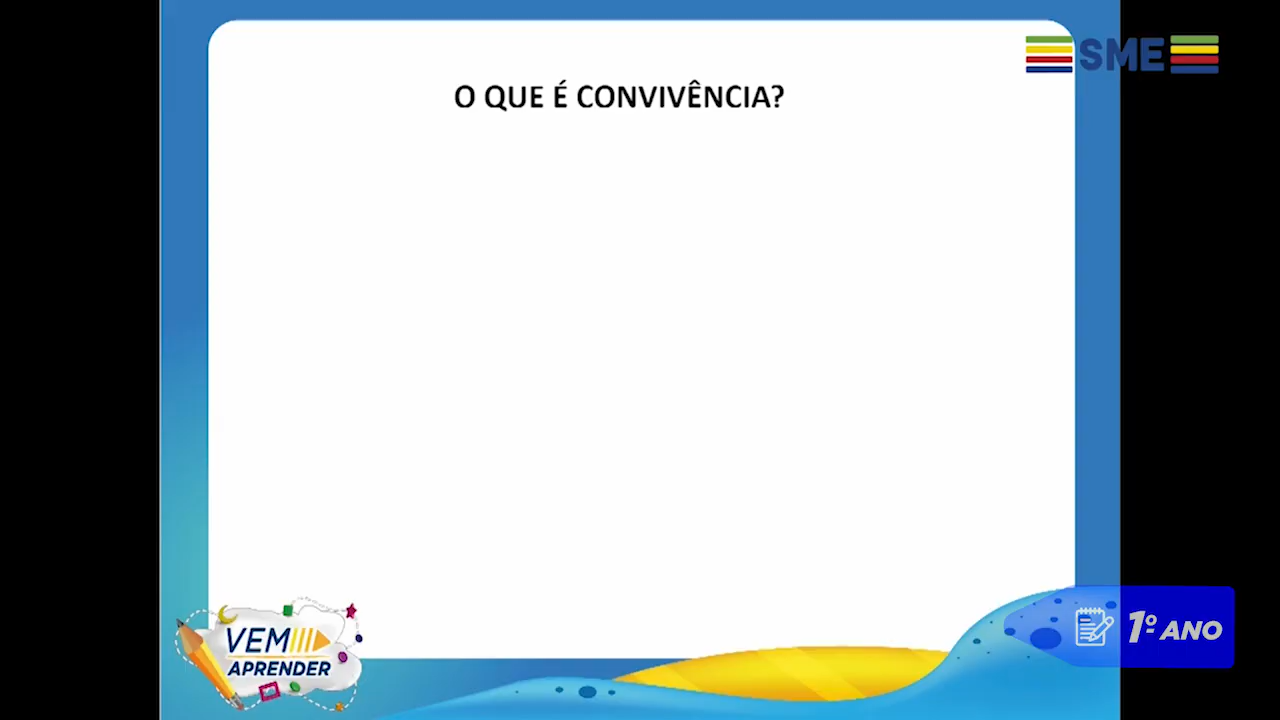 SME
O QUE É CONVIVÊNCIA?
VEM
APRENDER
1º ANO